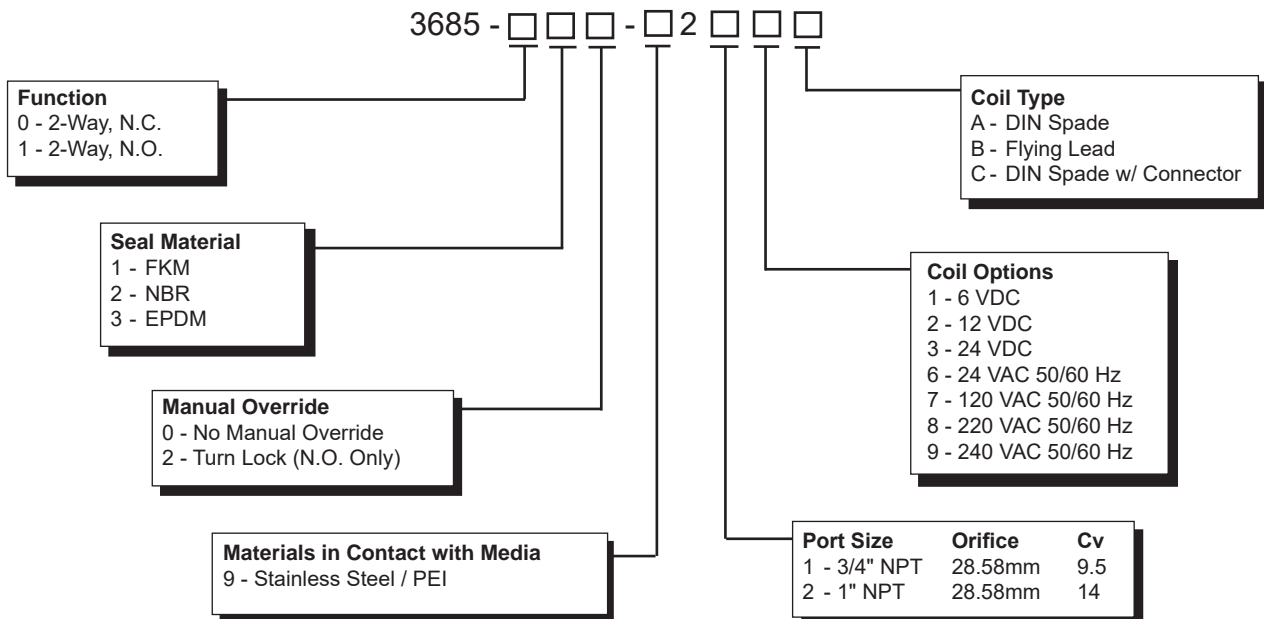 3685 - □ □ □ - □ 2 □ □ □
Function
0 - 2-Way, N.C.
1 - 2-Way, N.O.
Seal Material
1 - FKM
2 - NBR
3 - EPDM
Manual Override
0 - No Manual Override
2 - Turn Lock (N.O. Only)
Materials in Contact with Media
9 - Stainless Steel / PEI
Coil Type
A - DIN Spade
B - Flying Lead
C - DIN Spade w/ Connector
Coil Options
1 - 6 VDC
2 - 12 VDC
3 - 24 VDC
6 - 24 VAC 50/60 Hz
7 - 120 VAC 50/60 Hz
8 - 220 VAC 50/60 Hz
9 - 240 VAC 50/60 Hz
Port Size Orifice Cv
1 - 3/4" NPT 28.58mm 9.5
2 - 1" NPT 28.58mm 14